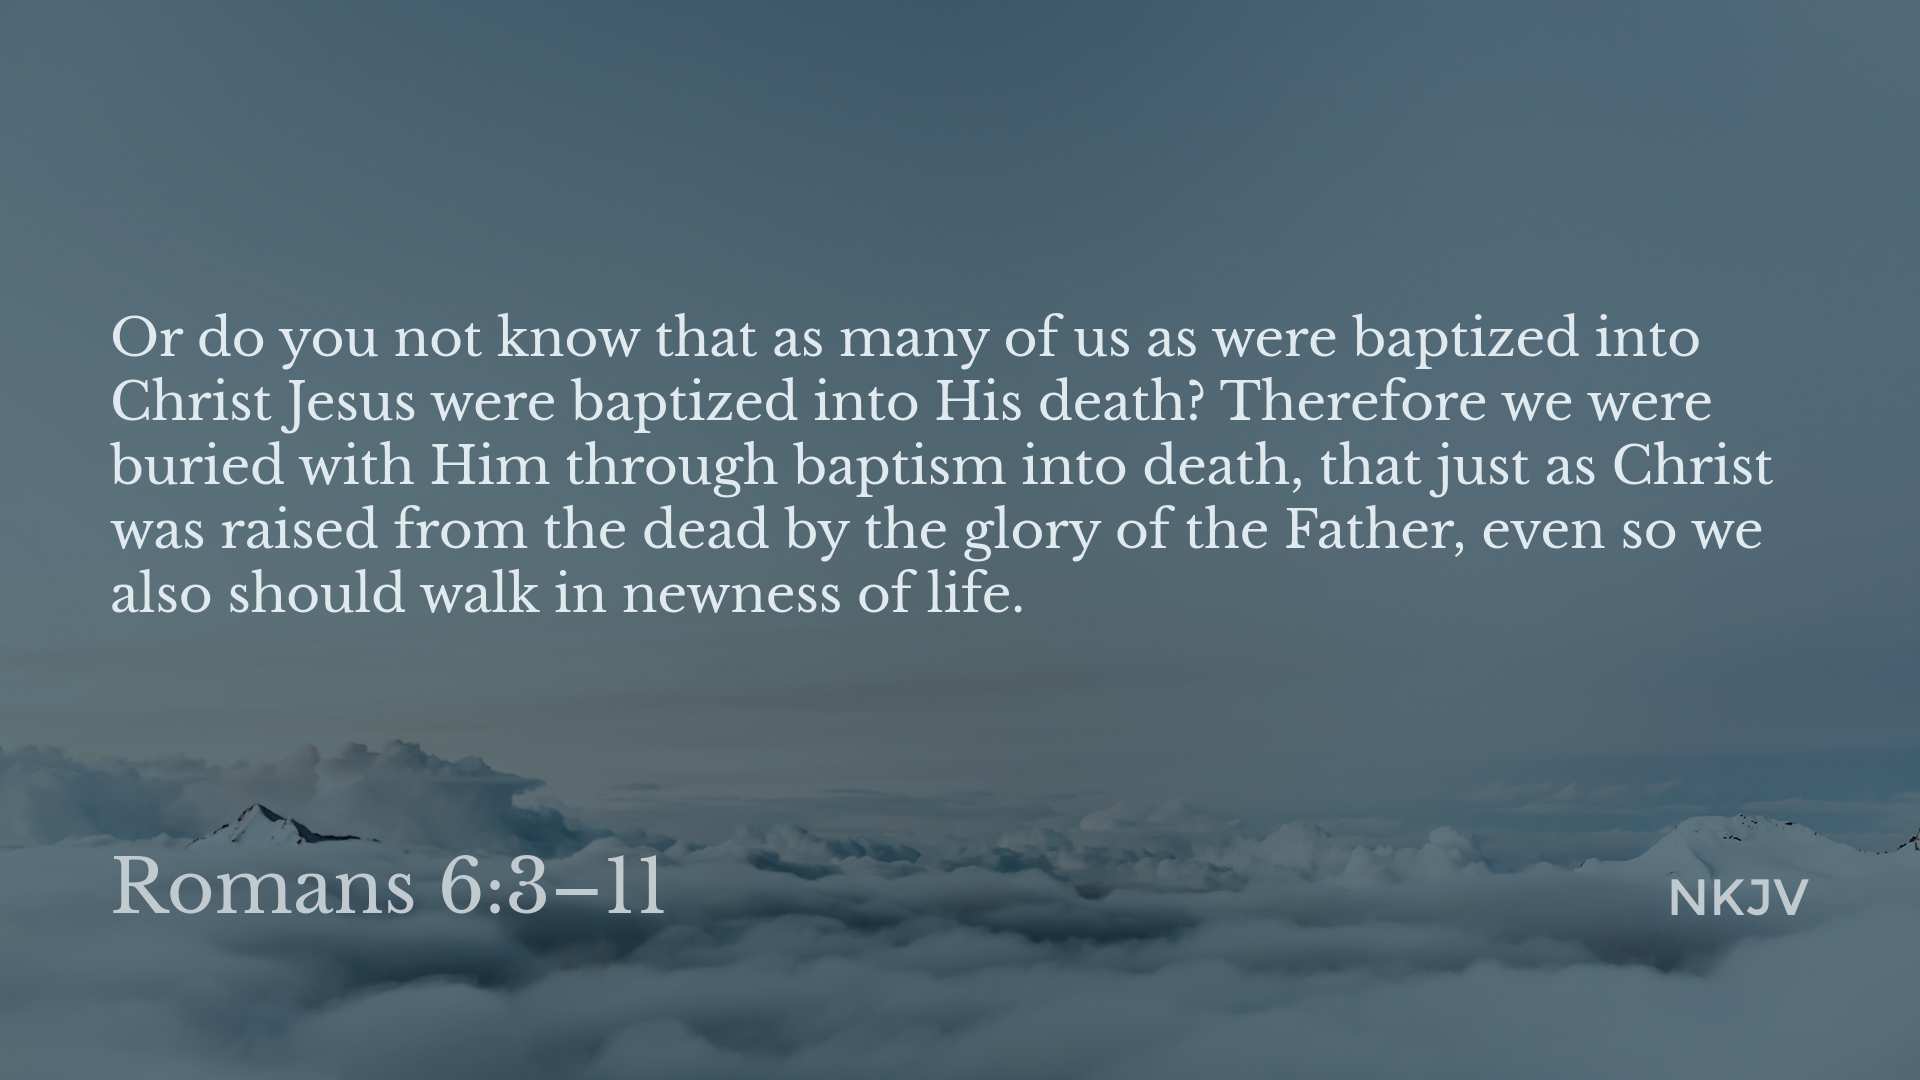 Or do you not know that as many of us as were baptized into
Christ Jesus were baptized into His death? Therefore we were
buried with Him through baptism into death, that just as Christ
was raised from the dead by the glory of the Father, even so we
also should walk in newness of life.
Romans 6:3–11
NKJV